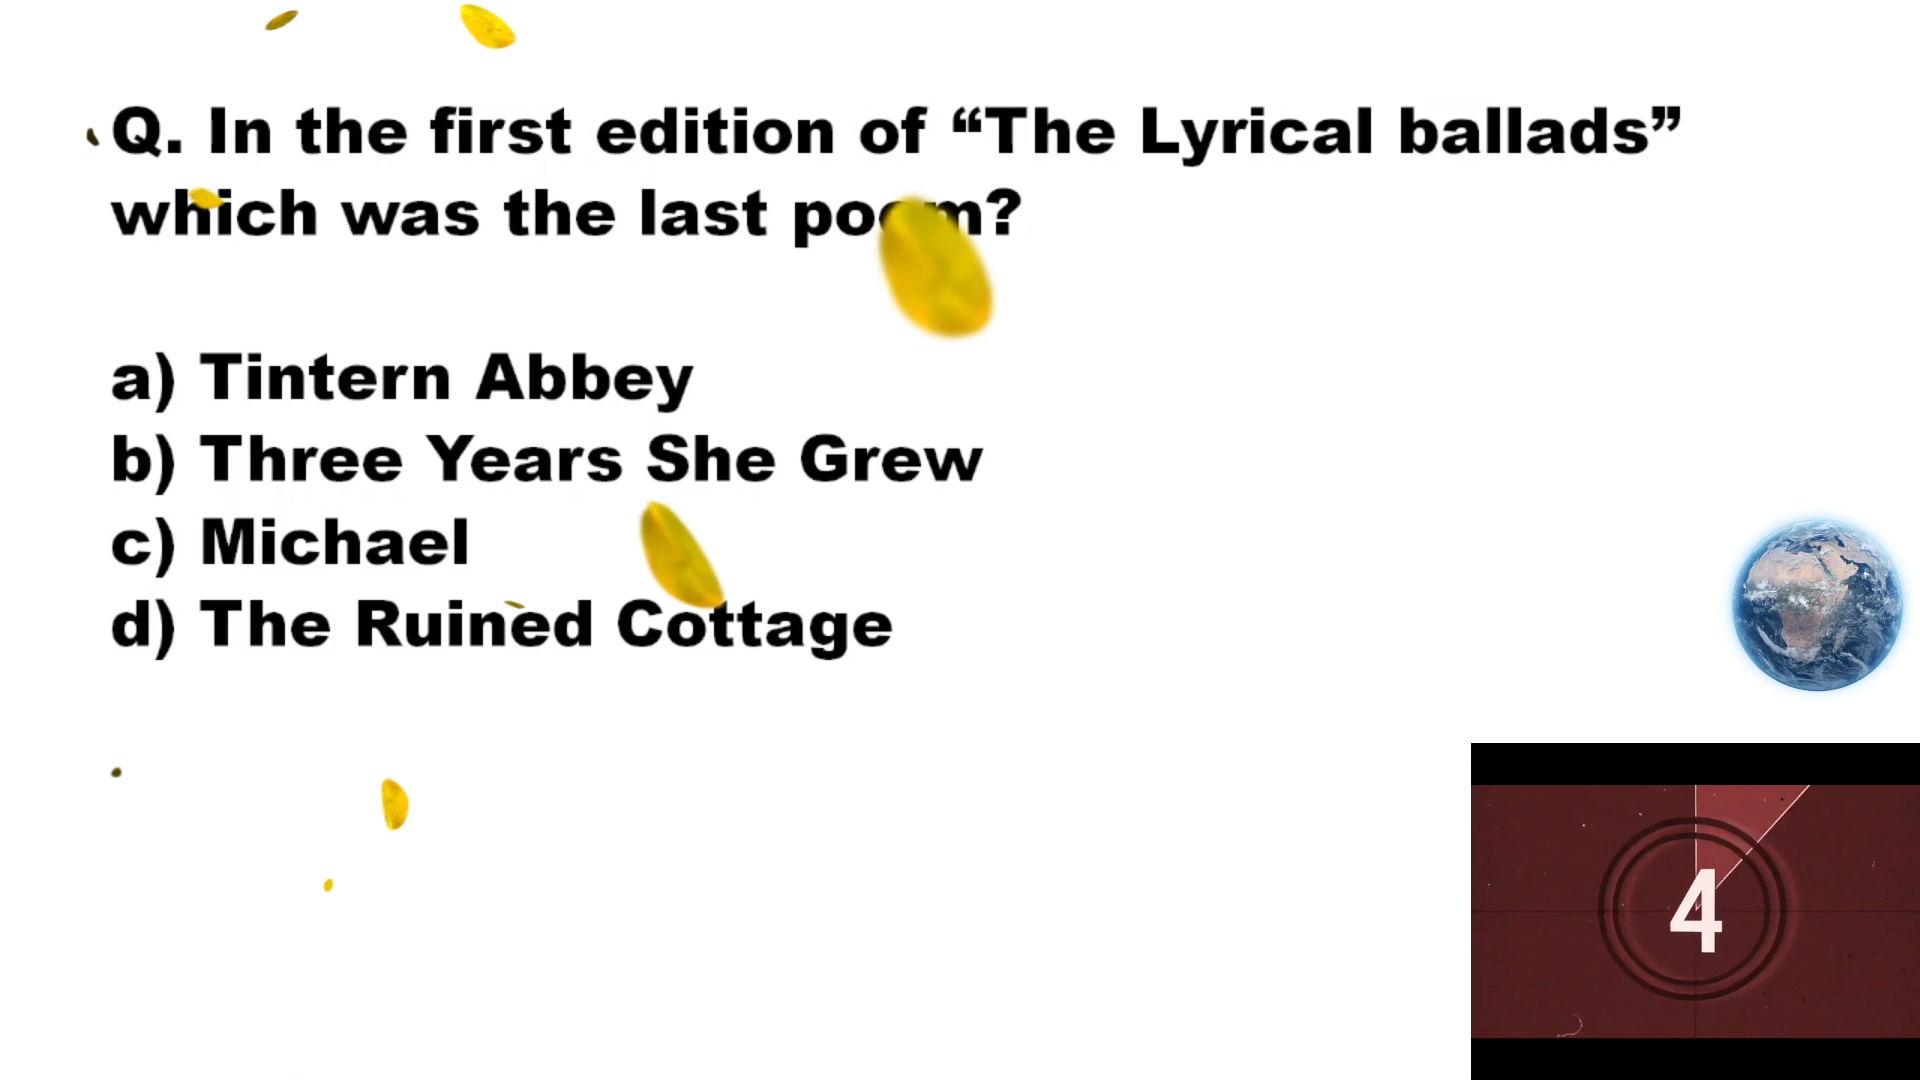 Q. In the first edition of “The Lyrical ballads”
which was the last poem?
a) Tintern Abbey
b) Three Years She Grew
c) Michael
d) The Ruined Cottage
4